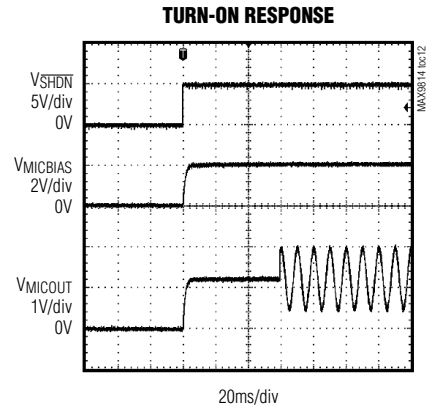 TURN-ON RESPONSE
VSHDN
5V/div
0V
VMICBIAS
2V/div
0V
VMICOUT
1V/div
0V
20ms/div
MAX9814 toc12
T